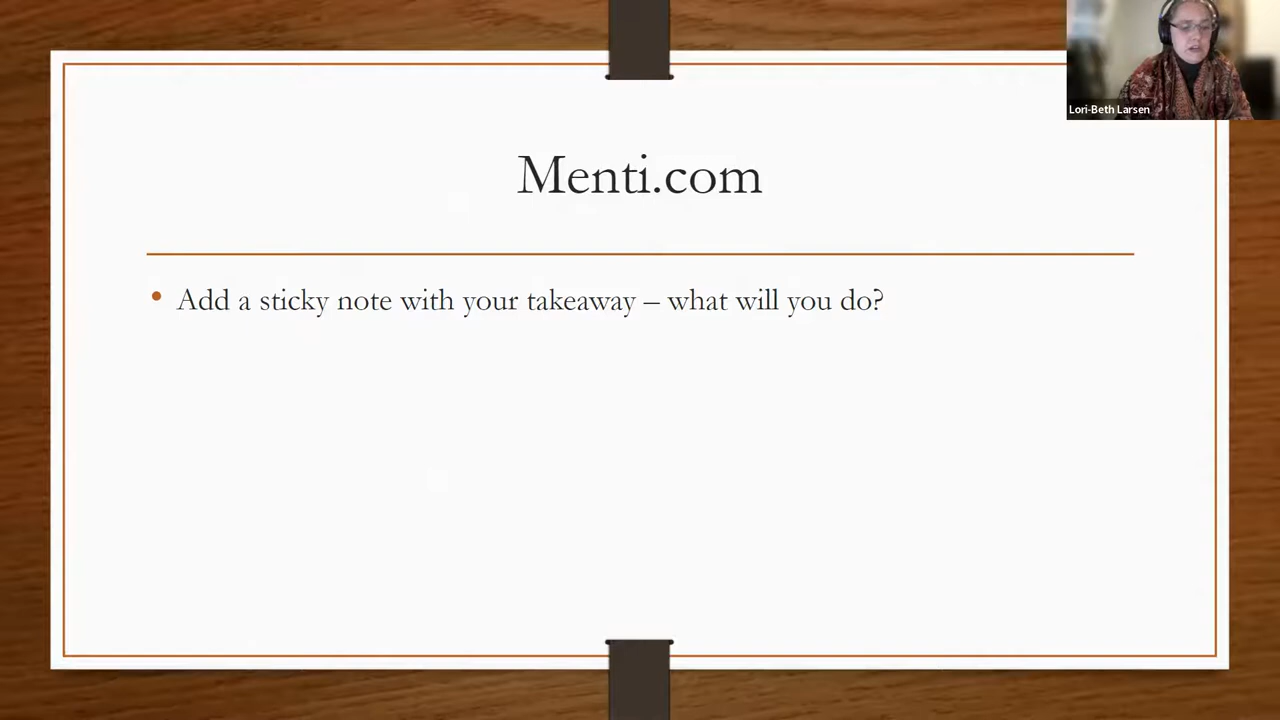 Lori-Beth Larsen
Menti.com
• Add a sticky note with your takeaway – what will you do?